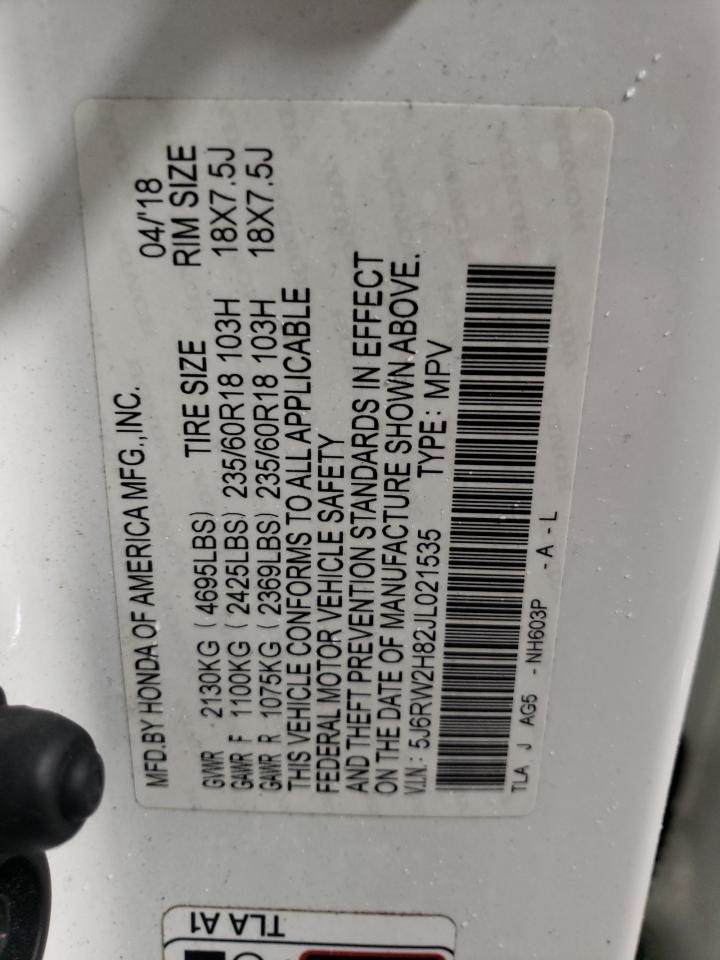 MFD.BY HONDA OF AMERICA MFG.,INC. 04/'18
TIRE SIZE RIM SIZE
GVWR 2130KG (4695LBS)
GAWR F 1100KG (2425LBS) 235/60R18 103H 18X7.5J
GAWR R 1075KG (2369LBS) 235/60R18 103H 18X7.5J
THIS VEHICLE CONFORMS TO ALL APPLICABLE
FEDERAL MOTOR VEHICLE SAFETY
AND THEFT PREVENTION STANDARDS IN EFFECT
ON THE DATE OF MANUFACTURE SHOWN ABOVE.
V.I.N.: 5J6RW2H82JL021535 TYPE: MPV
TLA J AG5 - NH603P - A - L
TLA A1